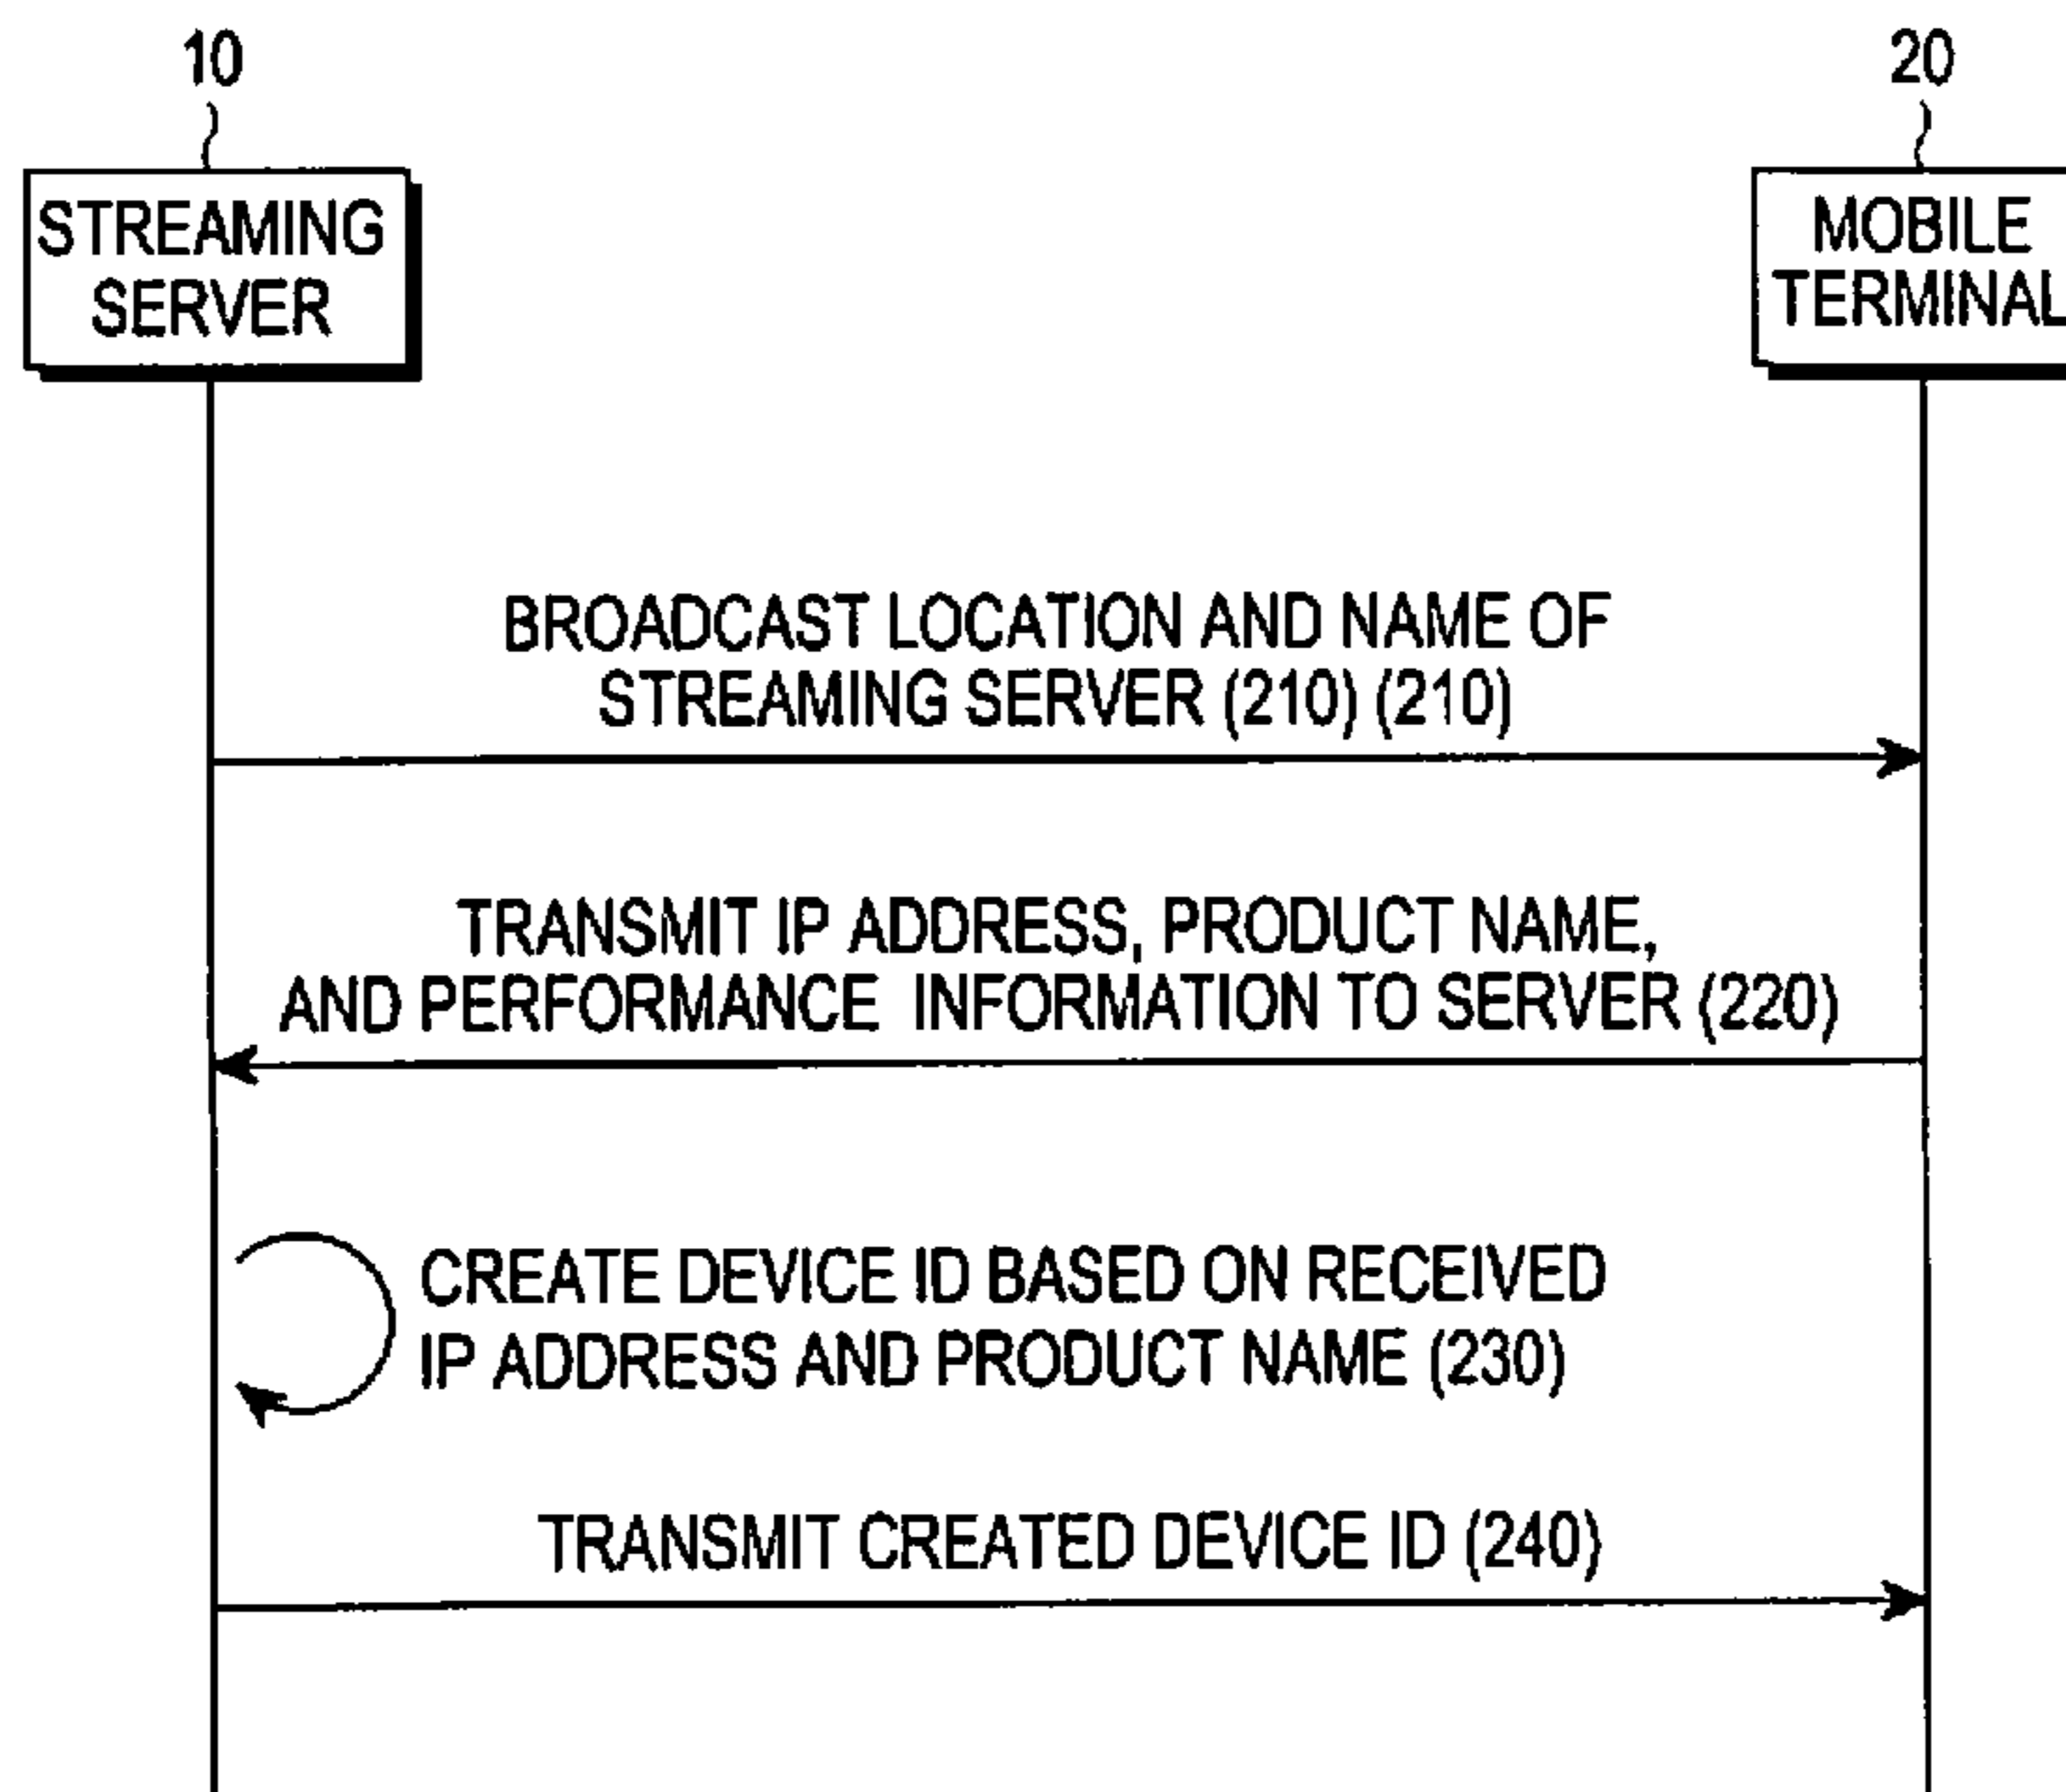 10
20
STREAMING
SERVER
MOBILE
TERMINAL
BROADCAST LOCATION AND NAME OF
STREAMING SERVER (210) (210)
TRANSMIT IP ADDRESS, PRODUCT NAME,
AND PERFORMANCE INFORMATION TO SERVER (220)
CREATE DEVICE ID BASED ON RECEIVED
IP ADDRESS AND PRODUCT NAME (230)
TRANSMIT CREATED DEVICE ID (240)